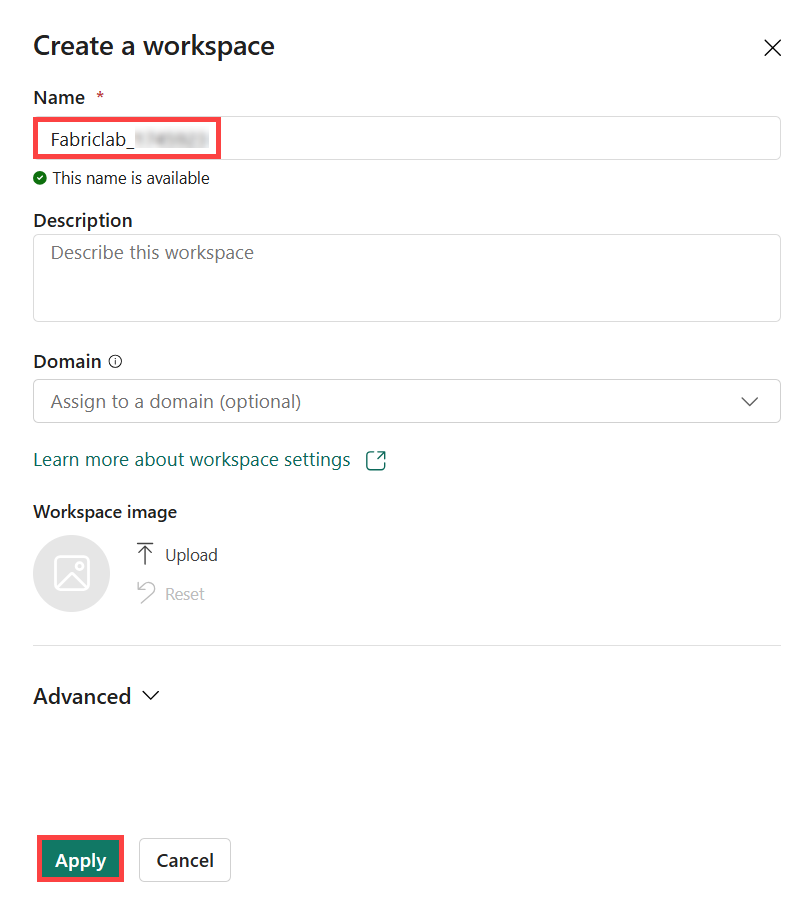 Create a workspace
Name *
Fabriclab_
This name is available
Description
Describe this workspace
Domain
Assign to a domain (optional)
Learn more about workspace settings
Workspace image
Upload
Reset
Advanced
Apply Cancel